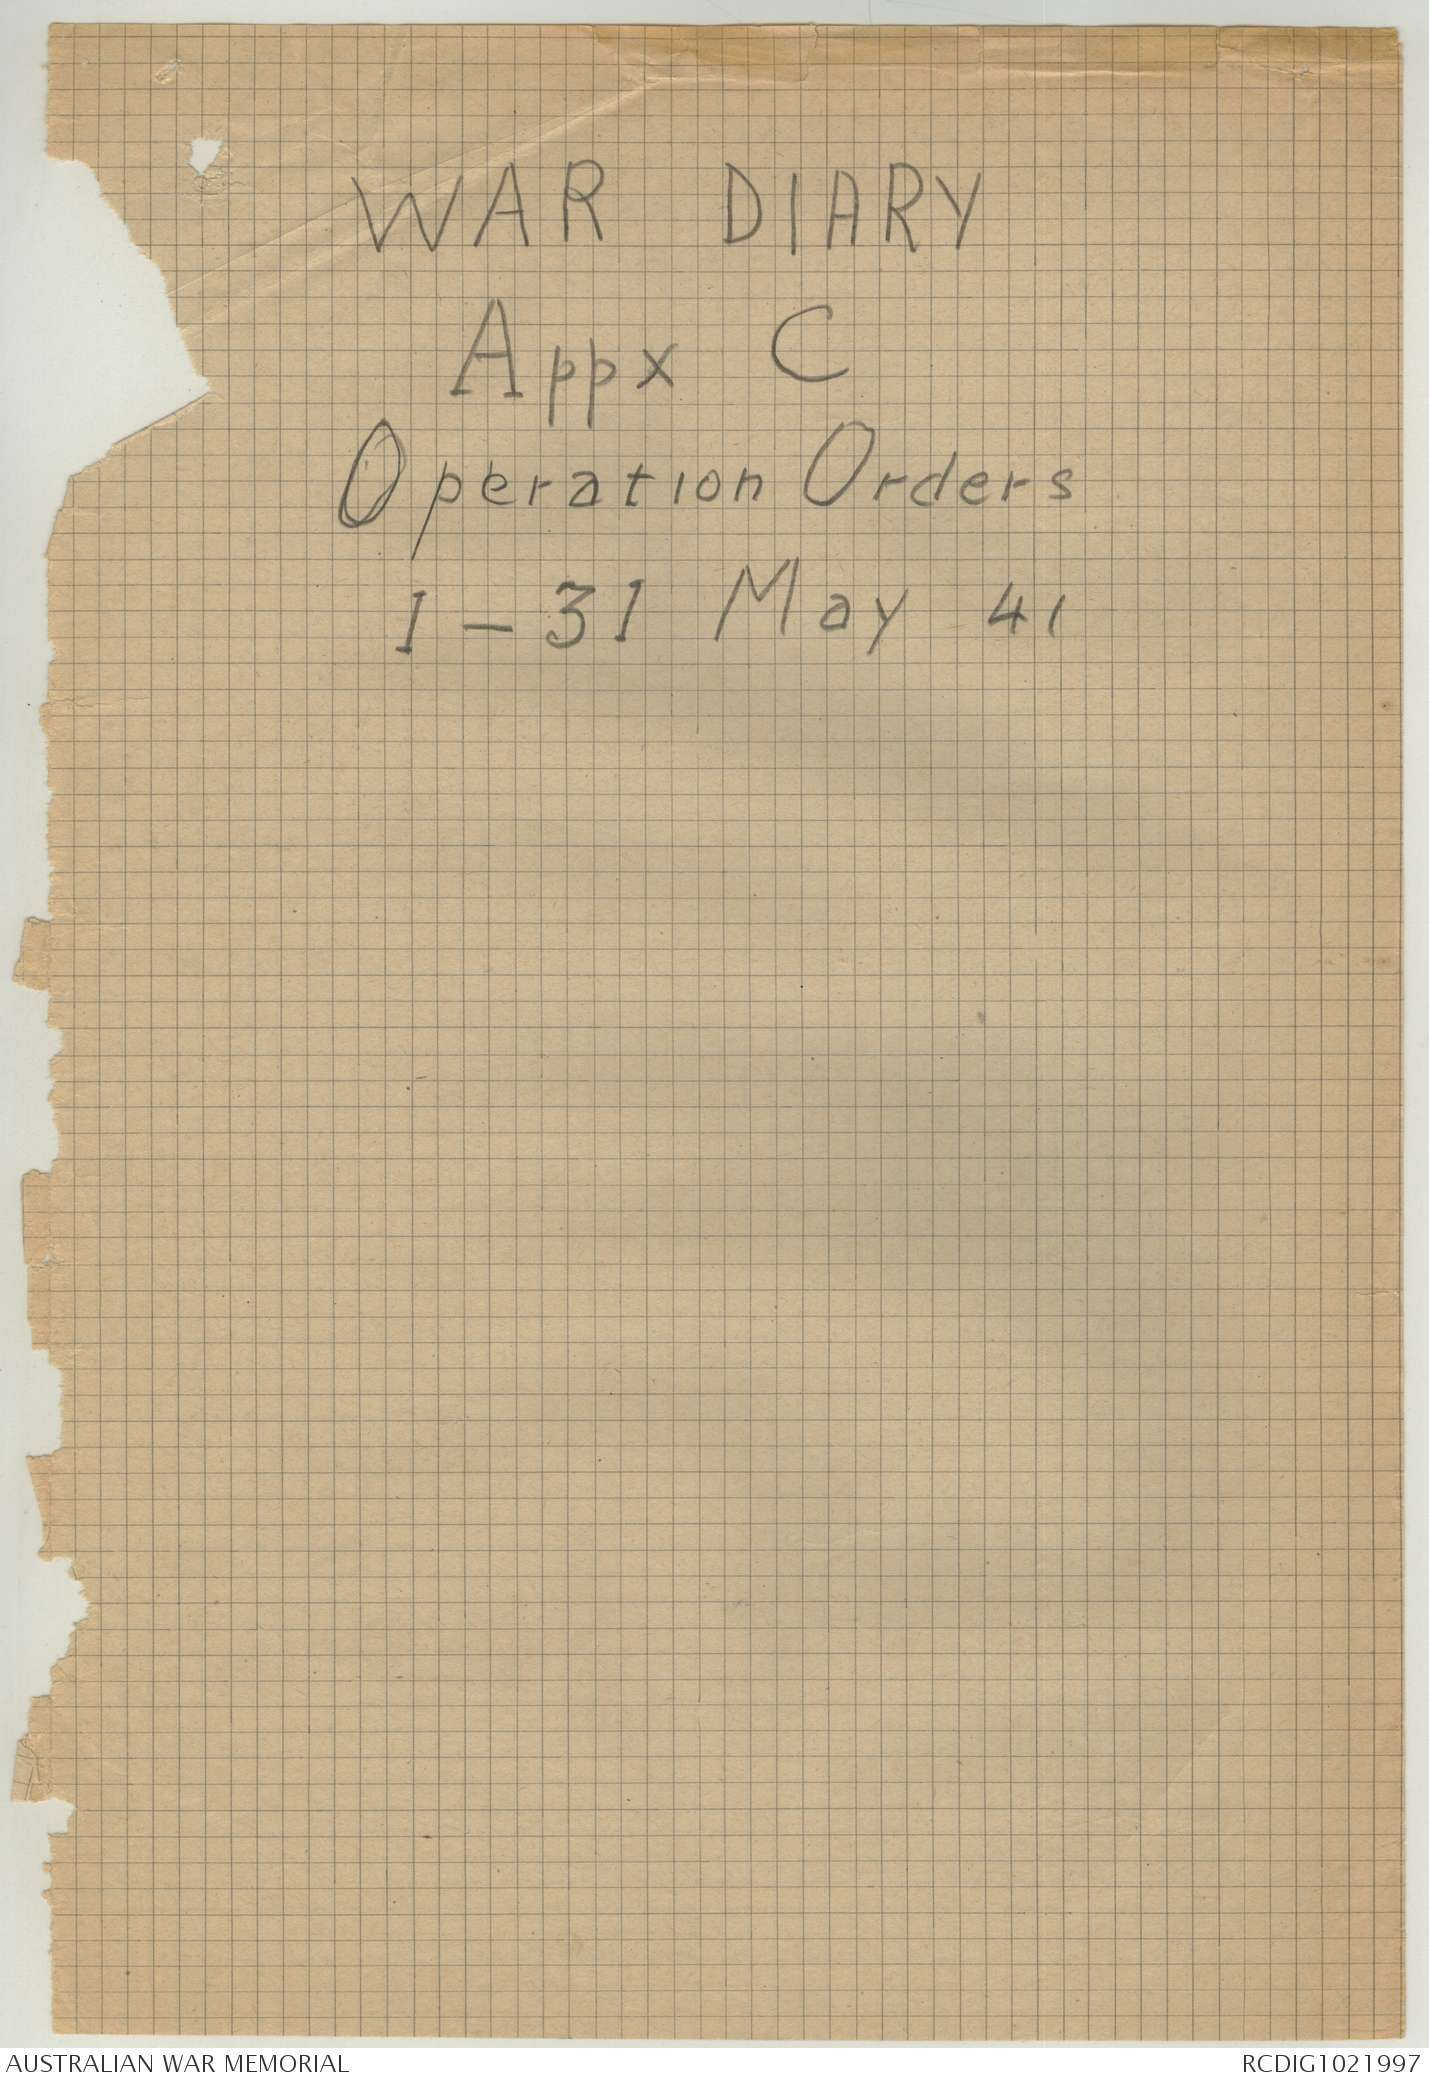 WAR DIARY
Appx C
Operation Orders
1 - 31 May 41
AUSTRALIAN WAR MEMORIAL
RCDIG1021997